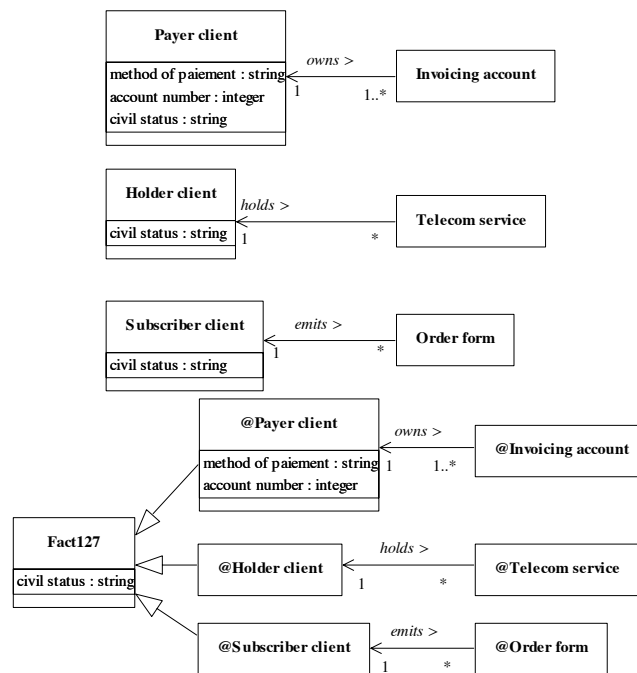 Payer client
method of paiement : string
account number : integer
civil status : string
owns >
1
1..*
Invoicing account
Holder client
civil status : string
holds >
1
*
Telecom service
Subscriber client
civil status : string
emits >
1
*
Order form
@Payer client
method of paiement : string
account number : integer
owns >
1
1..*
@Invoicing account
Fact127
civil status : string
@Holder client
holds >
1
*
@Telecom service
@Subscriber client
emits >
1
*
@Order form